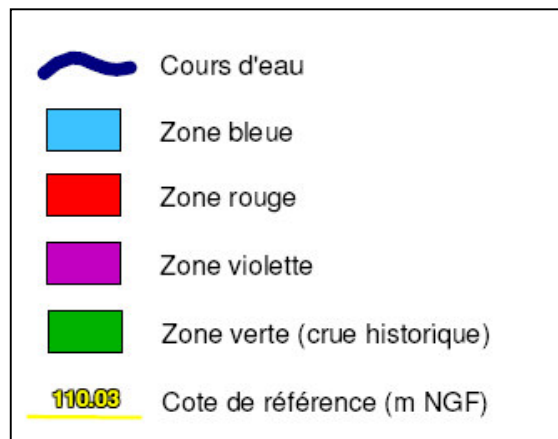 Cours d'eau
Zone bleue
Zone rouge
Zone violette
Zone verte (crue historique)
110.03 Cote de référence (m NGF)